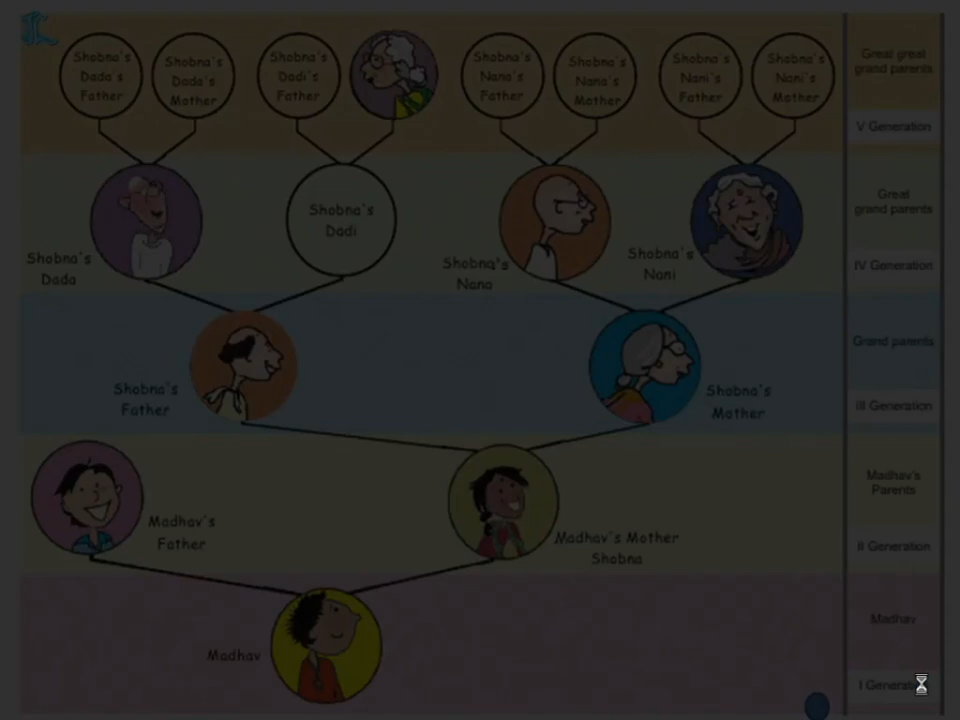 Shobna's
Dada's
Father
Shobna's
Dada's
Mother
Shobna's
Dadi's
Father
Shobna's
Nana's
Father
Shobna's
Nana's
Mother
Shobna's
Nani's
Father
Shobna's
Nani's
Mother
Great great
grand parents
V Generation
Shobna's
Dada
Shobna's
Dadi
Shobna's
Nana
Shobna's
Nani
Great
grand parents
IV Generation
Shobna's
Father
Shobna's
Mother
Grand parents
III Generation
Madhav's
Father
Madhav's Mother
Shobna
Madhav's
Parents
II Generation
Madhav
Madhav
I Generation